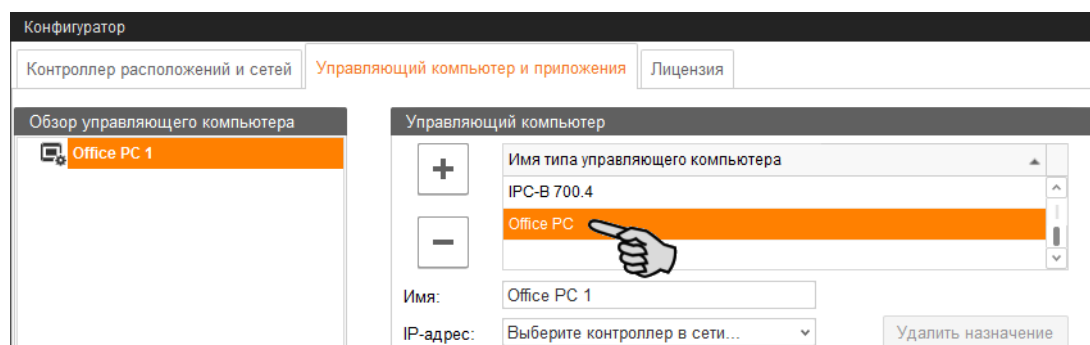 Конфигуратор
Контроллер расположений и сетей Управляющий компьютер и приложения Лицензия
Обзор управляющего компьютера
Office PC 1
Управляющий компьютер
Имя типа управляющего компьютера
IPC-B 700.4
Office PC
Имя: Office PC 1
IP-адрес: Выберите контроллер в сети... Удалить назначение